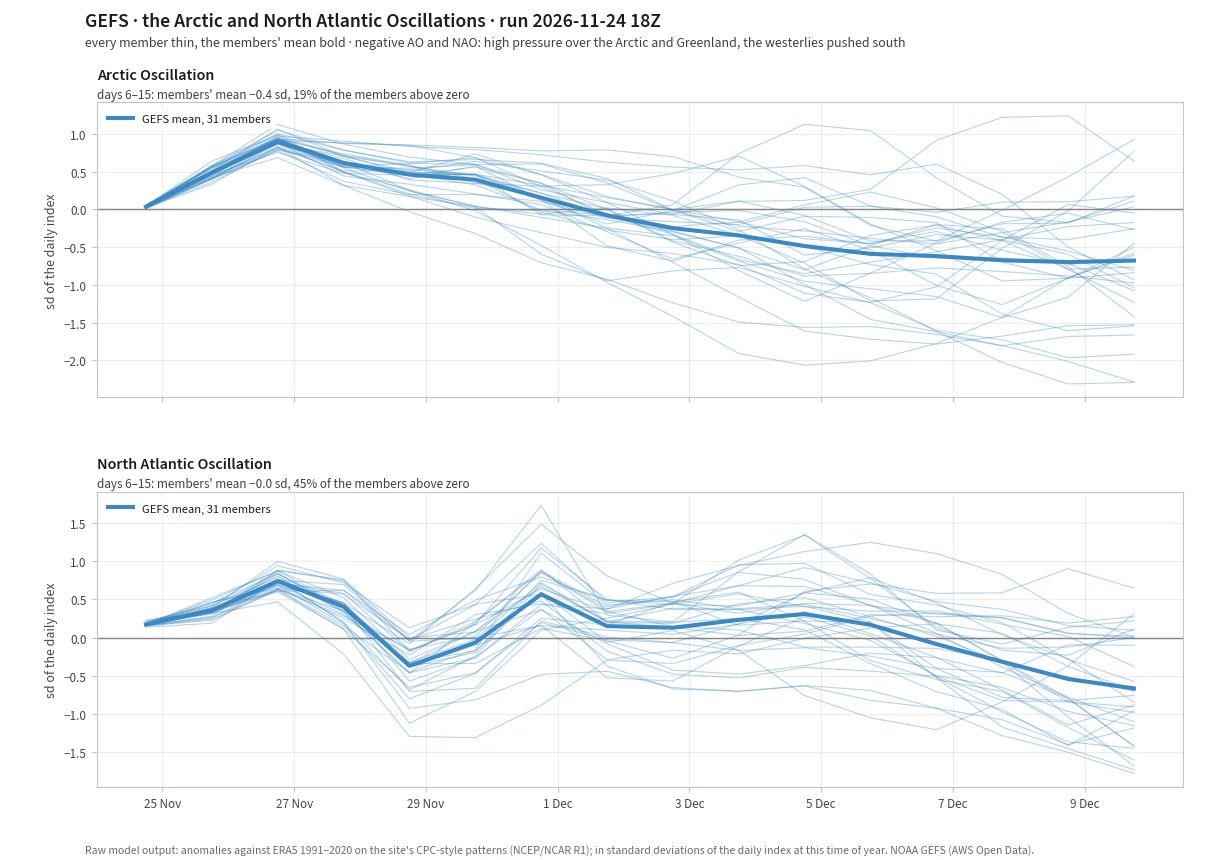 GEFS · the Arctic and North Atlantic Oscillations · run 2026-11-24 18Z
every member thin, the members' mean bold · negative AO and NAO: high pressure over the Arctic and Greenland, the westerlies pushed south
Arctic Oscillation
days 6–15: members' mean −0.4 sd, 19% of the members above zero
GEFS mean, 31 members
1.0
0.5
0.0
−0.5
−1.0
−1.5
−2.0
sd of the daily index
North Atlantic Oscillation
days 6–15: members' mean −0.0 sd, 45% of the members above zero
GEFS mean, 31 members
1.5
1.0
0.5
0.0
−0.5
−1.0
−1.5
sd of the daily index
25 Nov
27 Nov
29 Nov
1 Dec
3 Dec
5 Dec
7 Dec
9 Dec
Raw model output: anomalies against ERA5 1991–2020 on the site's CPC-style patterns (NCEP/NCAR R1); in standard deviations of the daily index at this time of year. NOAA GEFS (AWS Open Data).